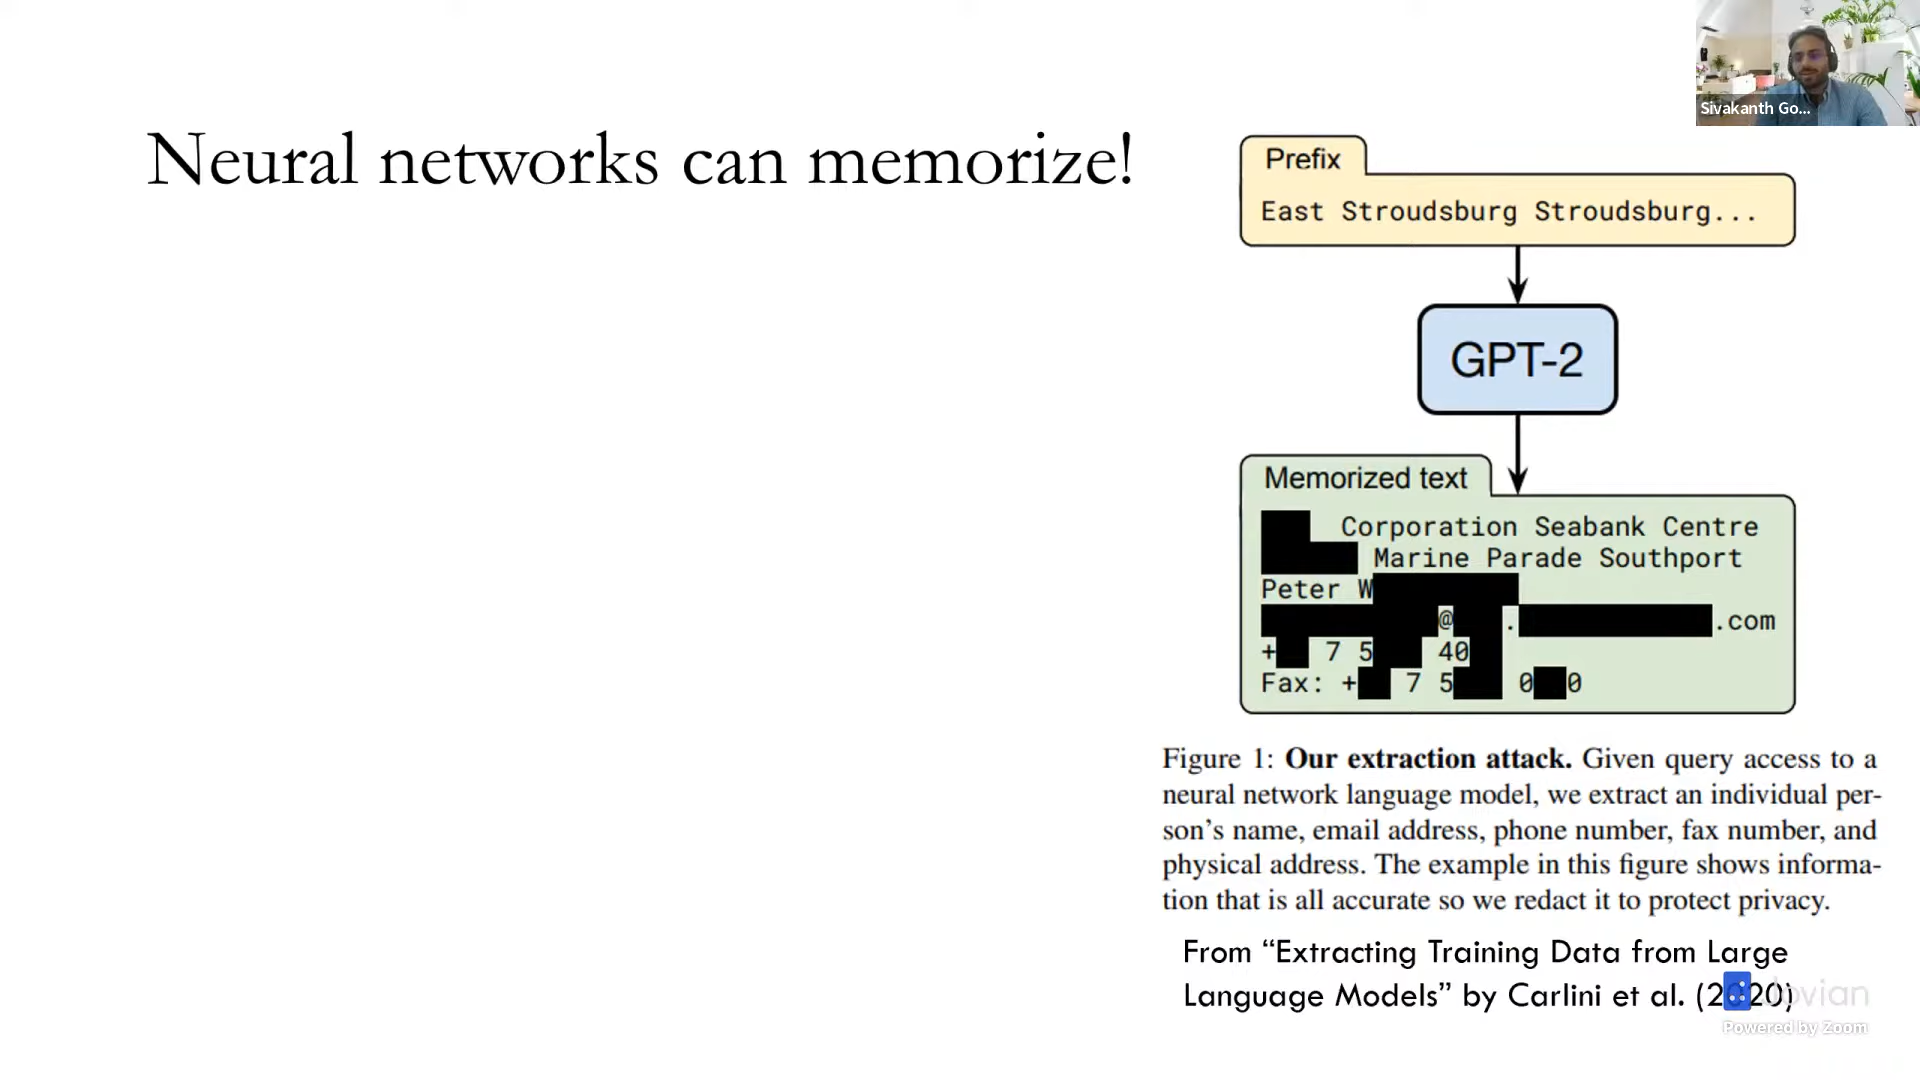 Sivakanth Go...
Neural networks can memorize!
Prefix
East Stroudsburg Stroudsburg...
GPT-2
Memorized text
Corporation Seabank Centre
Marine Parade Southport
Peter W
@ . .com
+ 7 5 40
Fax: + 7 5 0 0
Figure 1: Our extraction attack. Given query access to a
neural network language model, we extract an individual per-
son's name, email address, phone number, fax number, and
physical address. The example in this figure shows informa-
tion that is all accurate so we redact it to protect privacy.
From “Extracting Training Data from Large
Language Models” by Carlini et al. (2020)
Jovian
Powered by Zoom